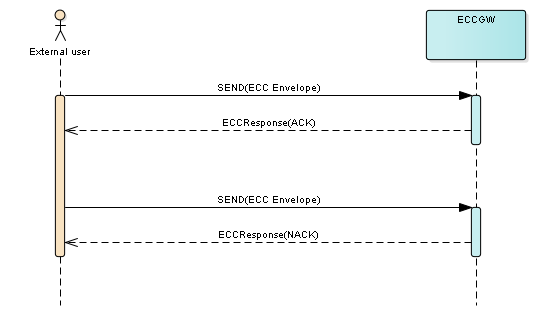 ECCGW
External user
SEND(ECC Envelope)
ECCResponse(ACK)
SEND(ECC Envelope)
ECCResponse(NACK)